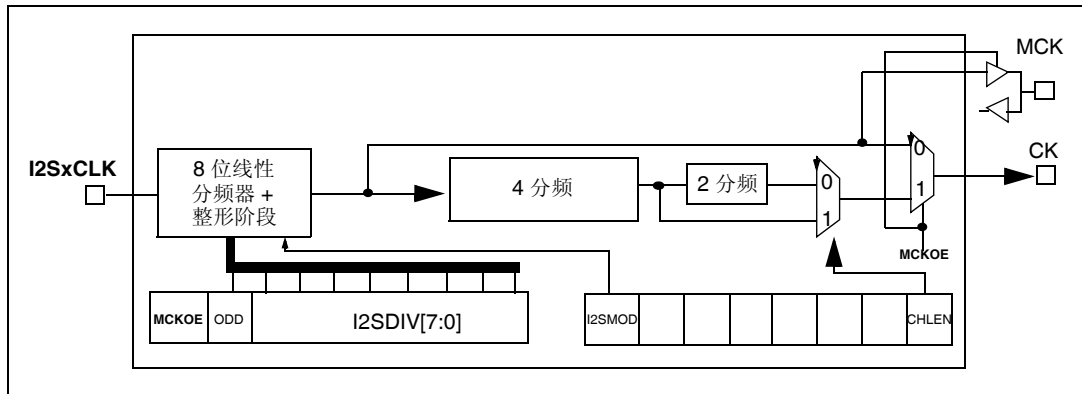 MCK
I2SxCLK
8 位线性
分频器 +
整形阶段
4 分频
2 分频
0
1
0
1
CK
MCKOE
MCKOE
ODD
I2SDIV[7:0]
I2SMOD
CHLEN